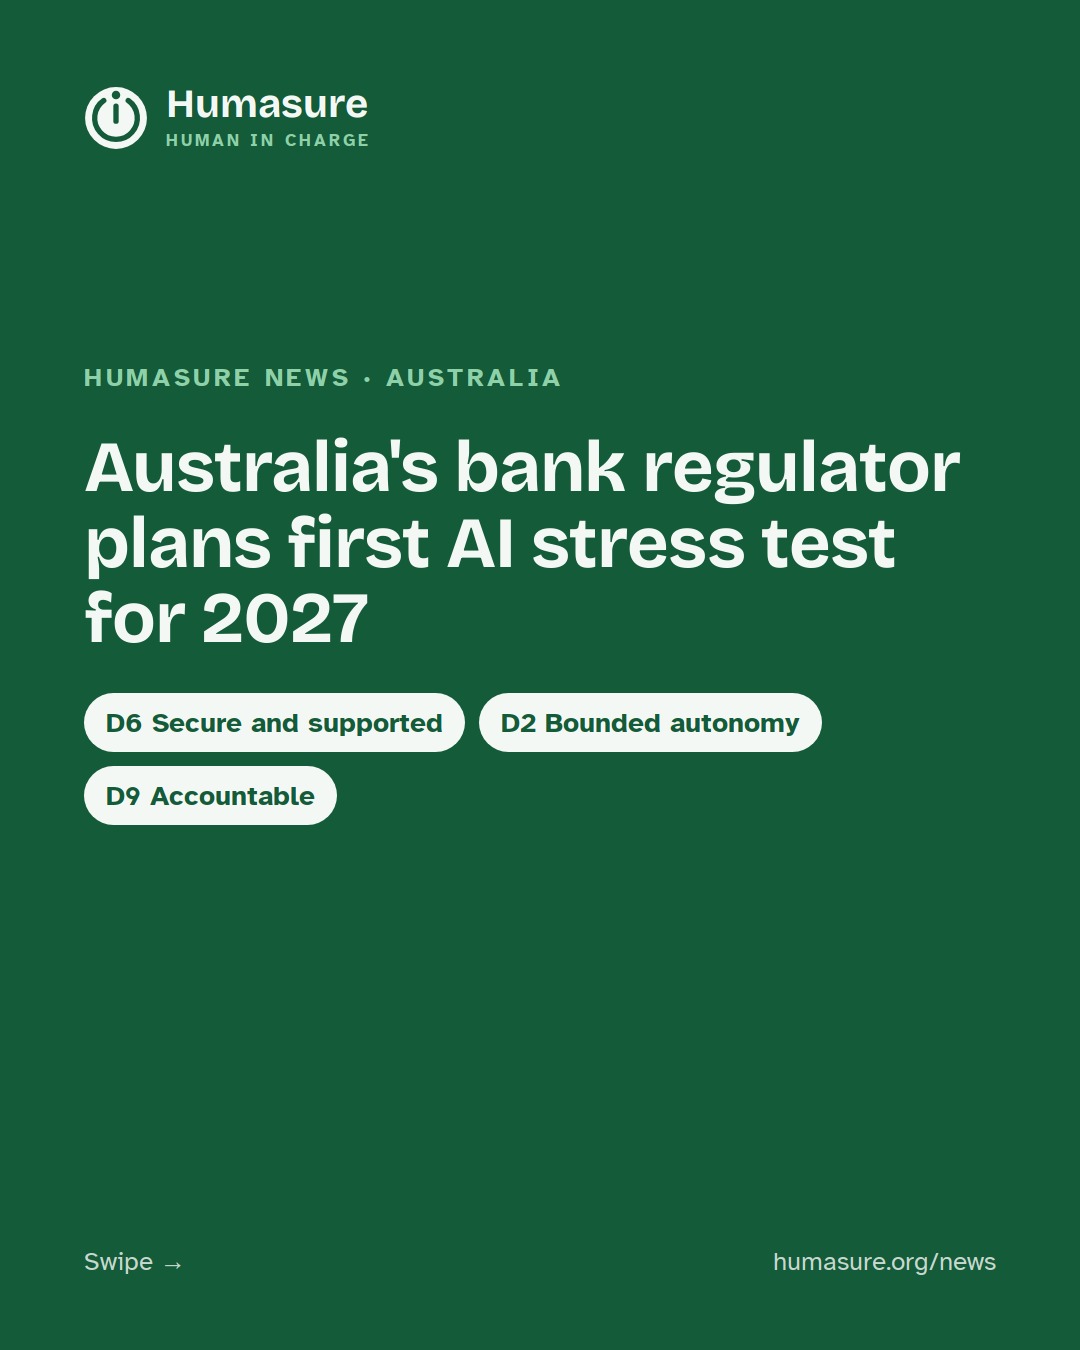 Humasure
HUMAN IN CHARGE
HUMASURE NEWS · AUSTRALIA
Australia's bank regulator
plans first AI stress test
for 2027
D6 Secure and supported
D2 Bounded autonomy
D9 Accountable
Swipe →
humasure.org/news